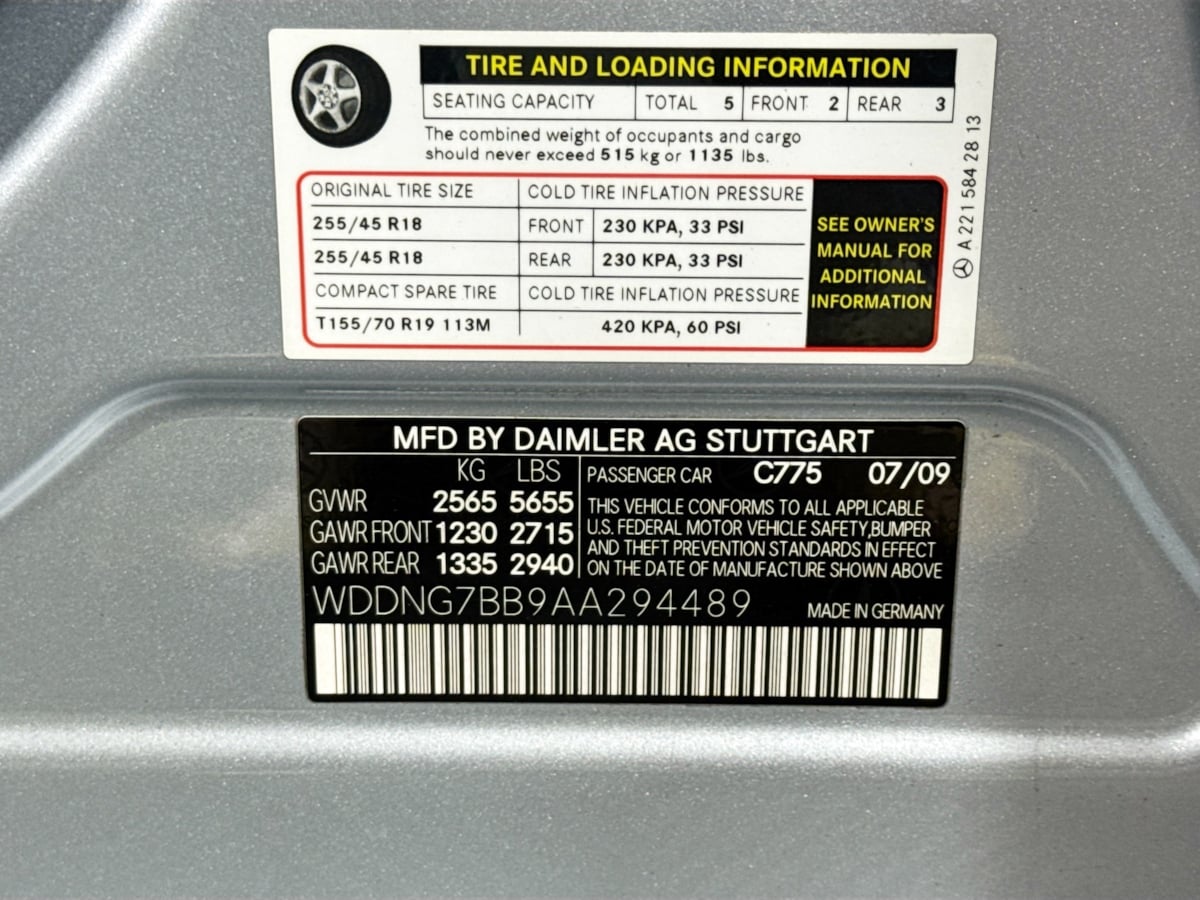 TIRE AND LOADING INFORMATION
SEATING CAPACITY TOTAL 5 FRONT 2 REAR 3
The combined weight of occupants and cargo
should never exceed 515 kg or 1135 lbs.
ORIGINAL TIRE SIZE COLD TIRE INFLATION PRESSURE
255/45 R18 FRONT 230 KPA, 33 PSI
255/45 R18 REAR 230 KPA, 33 PSI
COMPACT SPARE TIRE COLD TIRE INFLATION PRESSURE
T155/70 R19 113M 420 KPA, 60 PSI
SEE OWNER'S
MANUAL FOR
ADDITIONAL
INFORMATION
A 221 584 28 13
MFD BY DAIMLER AG STUTTGART
KG LBS
GVWR 2565 5655
GAWR FRONT 1230 2715
GAWR REAR 1335 2940
PASSENGER CAR C775 07/09
THIS VEHICLE CONFORMS TO ALL APPLICABLE
U.S. FEDERAL MOTOR VEHICLE SAFETY,BUMPER
AND THEFT PREVENTION STANDARDS IN EFFECT
ON THE DATE OF MANUFACTURE SHOWN ABOVE
WDDNG7BB9AA294489 MADE IN GERMANY